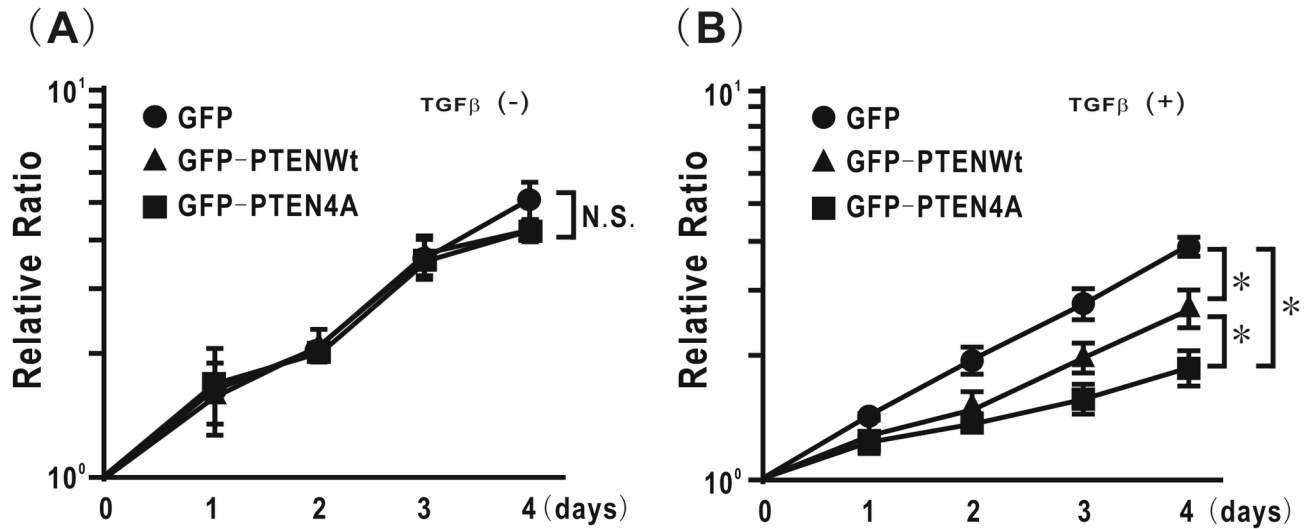 (A)
10¹
TGFβ (-)
GFP
GFP-PTENWt
GFP-PTEN4A
N.S.
Relative Ratio
10⁰
0 1 2 3 4 (days)
(B)
10¹
TGFβ (+)
GFP
GFP-PTENWt
GFP-PTEN4A
*
*
*
Relative Ratio
10⁰
0 1 2 3 4 (days)